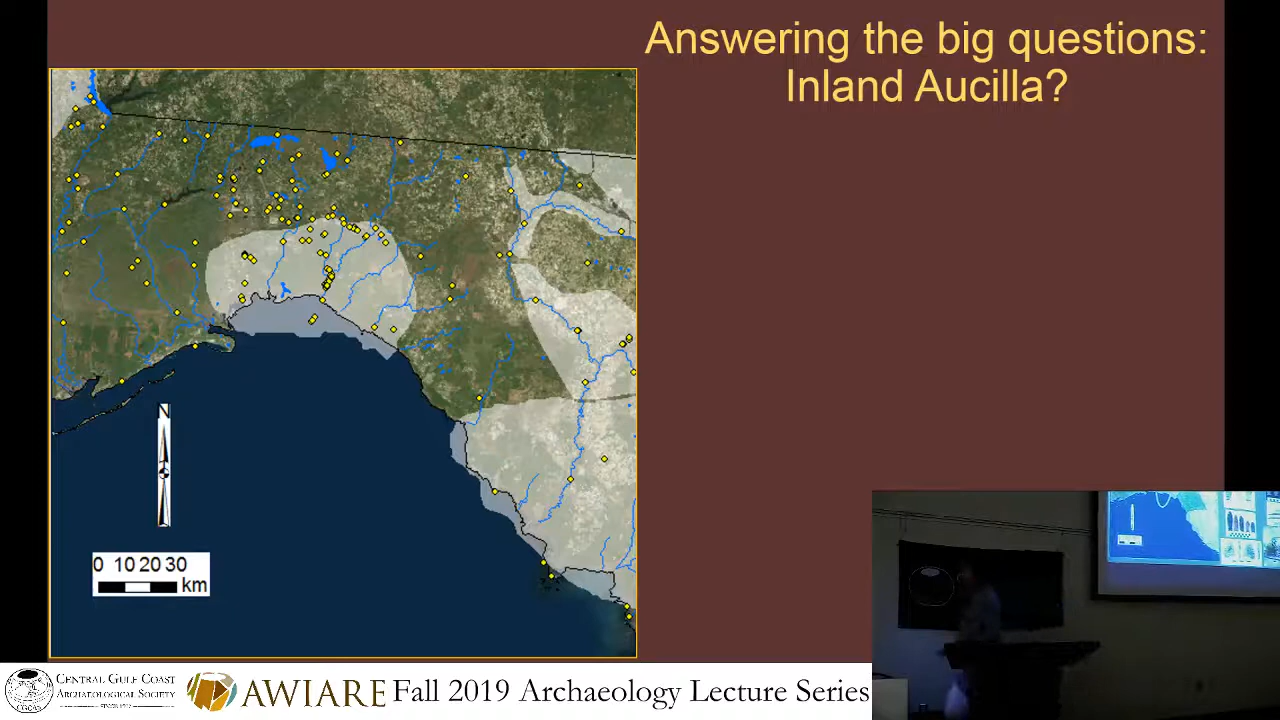 Answering the big questions:
Inland Aucilla?
N
0 10 20 30
km
CENTRAL GULF COAST
ARCHAEOLOGICAL SOCIETY
AWIARE Fall 2019 Archaeology Lecture Series